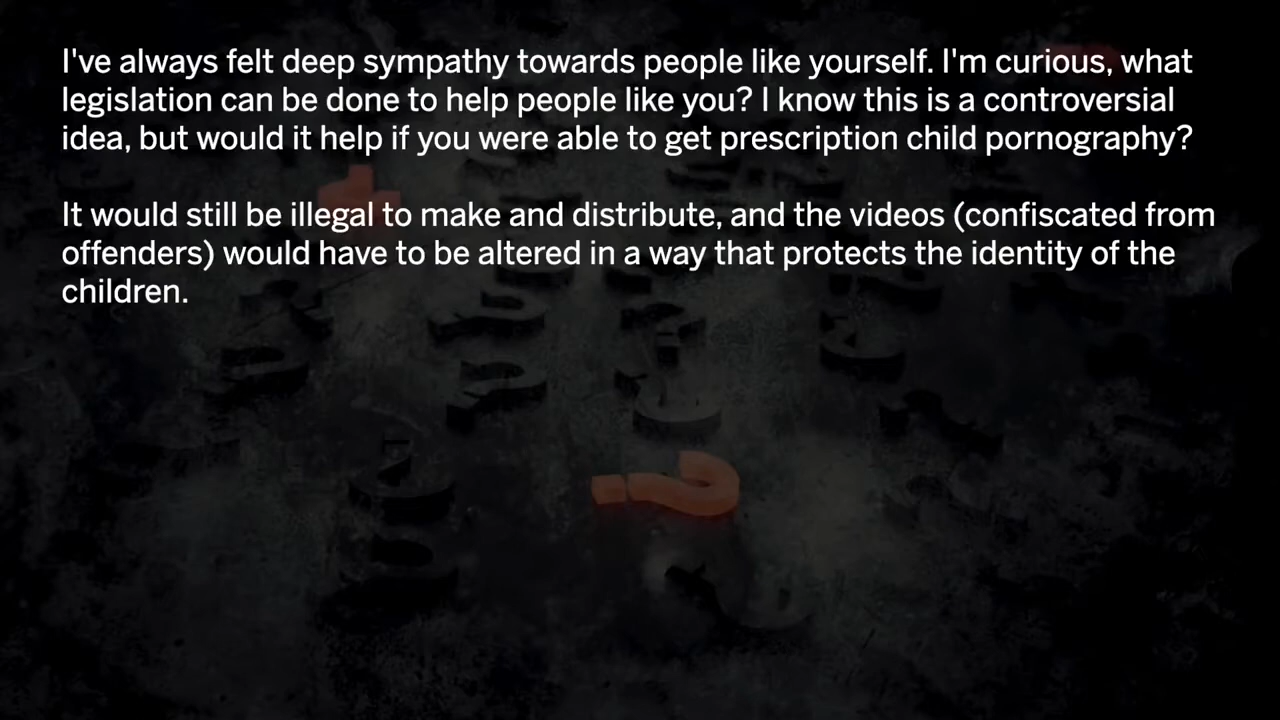 I've always felt deep sympathy towards people like yourself. I'm curious, what
legislation can be done to help people like you? I know this is a controversial
idea, but would it help if you were able to get prescription child pornography?
It would still be illegal to make and distribute, and the videos (confiscated from
offenders) would have to be altered in a way that protects the identity of the
children.